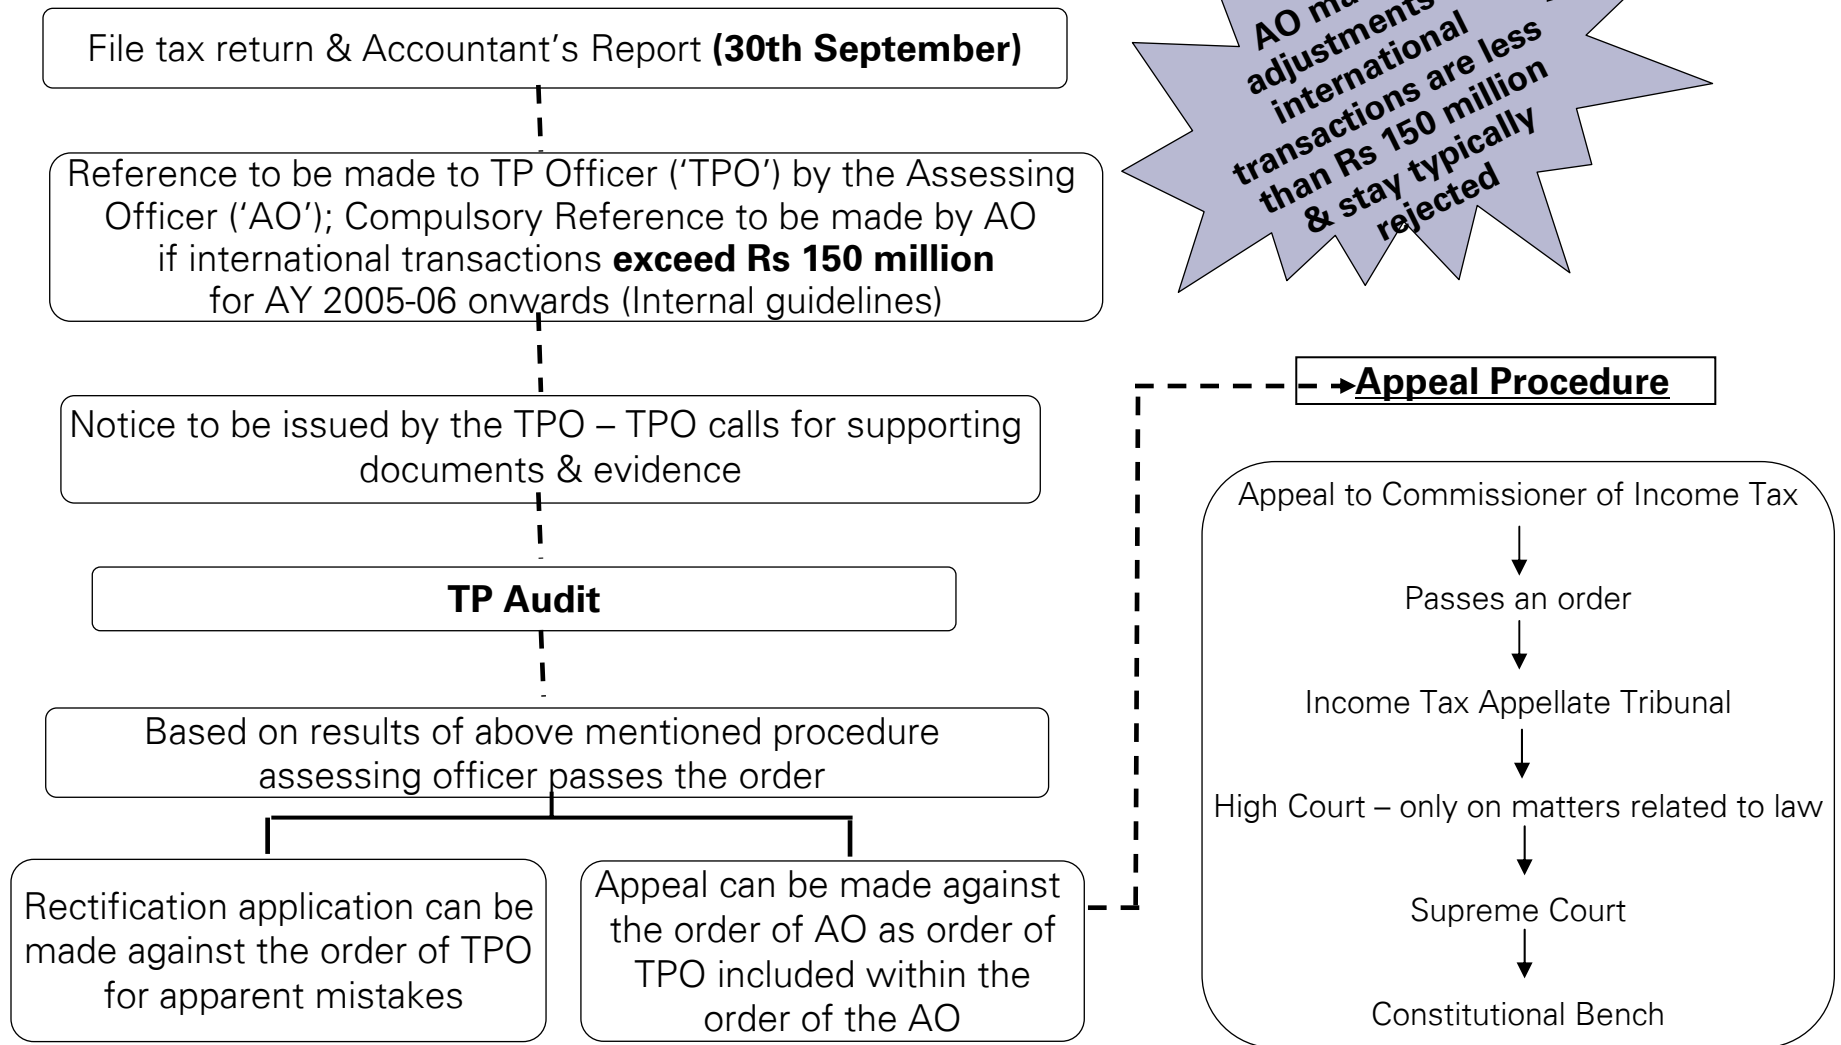 File tax return & Accountant's Report (30th September)
Reference to be made to TP Officer ('TPO') by the Assessing
Officer ('AO'); Compulsory Reference to be made by AO
if international transactions exceed Rs 150 million
for AY 2005-06 onwards (Internal guidelines)
Notice to be issued by the TPO – TPO calls for supporting
documents & evidence
TP Audit
Based on results of above mentioned procedure
assessing officer passes the order
Rectification application can be
made against the order of TPO
for apparent mistakes
Appeal can be made against
the order of AO as order of
TPO included within the
order of the AO
AO
adjustments
international
transactions are less
than Rs 150 million
& stay typically
rejected
Appeal Procedure
Appeal to Commissioner of Income Tax
Passes an order
Income Tax Appellate Tribunal
High Court – only on matters related to law
Supreme Court
Constitutional Bench